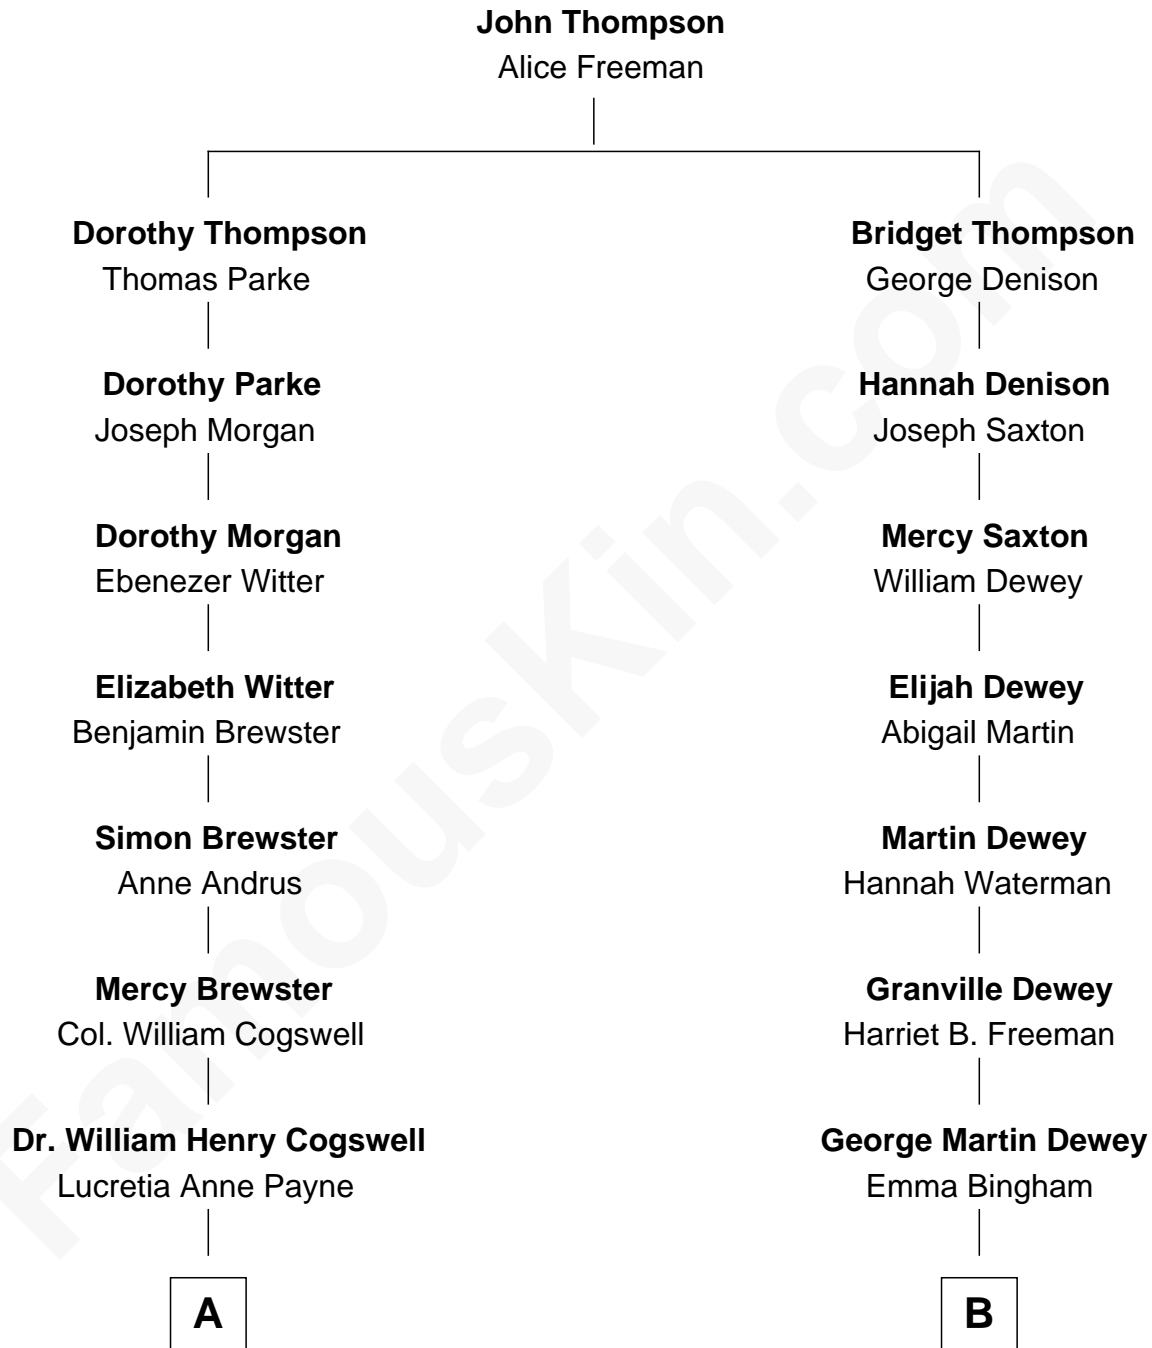 John Thompson
Alice Freeman
Dorothy Thompson
Thomas Parke
Bridget Thompson
George Denison
Dorothy Parke
Joseph Morgan
Hannah Denison
Joseph Saxton
Dorothy Morgan
Ebenezer Witter
Mercy Saxton
William Dewey
Elizabeth Witter
Benjamin Brewster
Elijah Dewey
Abigail Martin
Simon Brewster
Anne Andrus
Martin Dewey
Hannah Waterman
Mercy Brewster
Col. William Cogswell
Granville Dewey
Harriet B. Freeman
Dr. William Henry Cogswell
Lucretia Anne Payne
George Martin Dewey
Emma Bingham
A
B
FamousKin.com